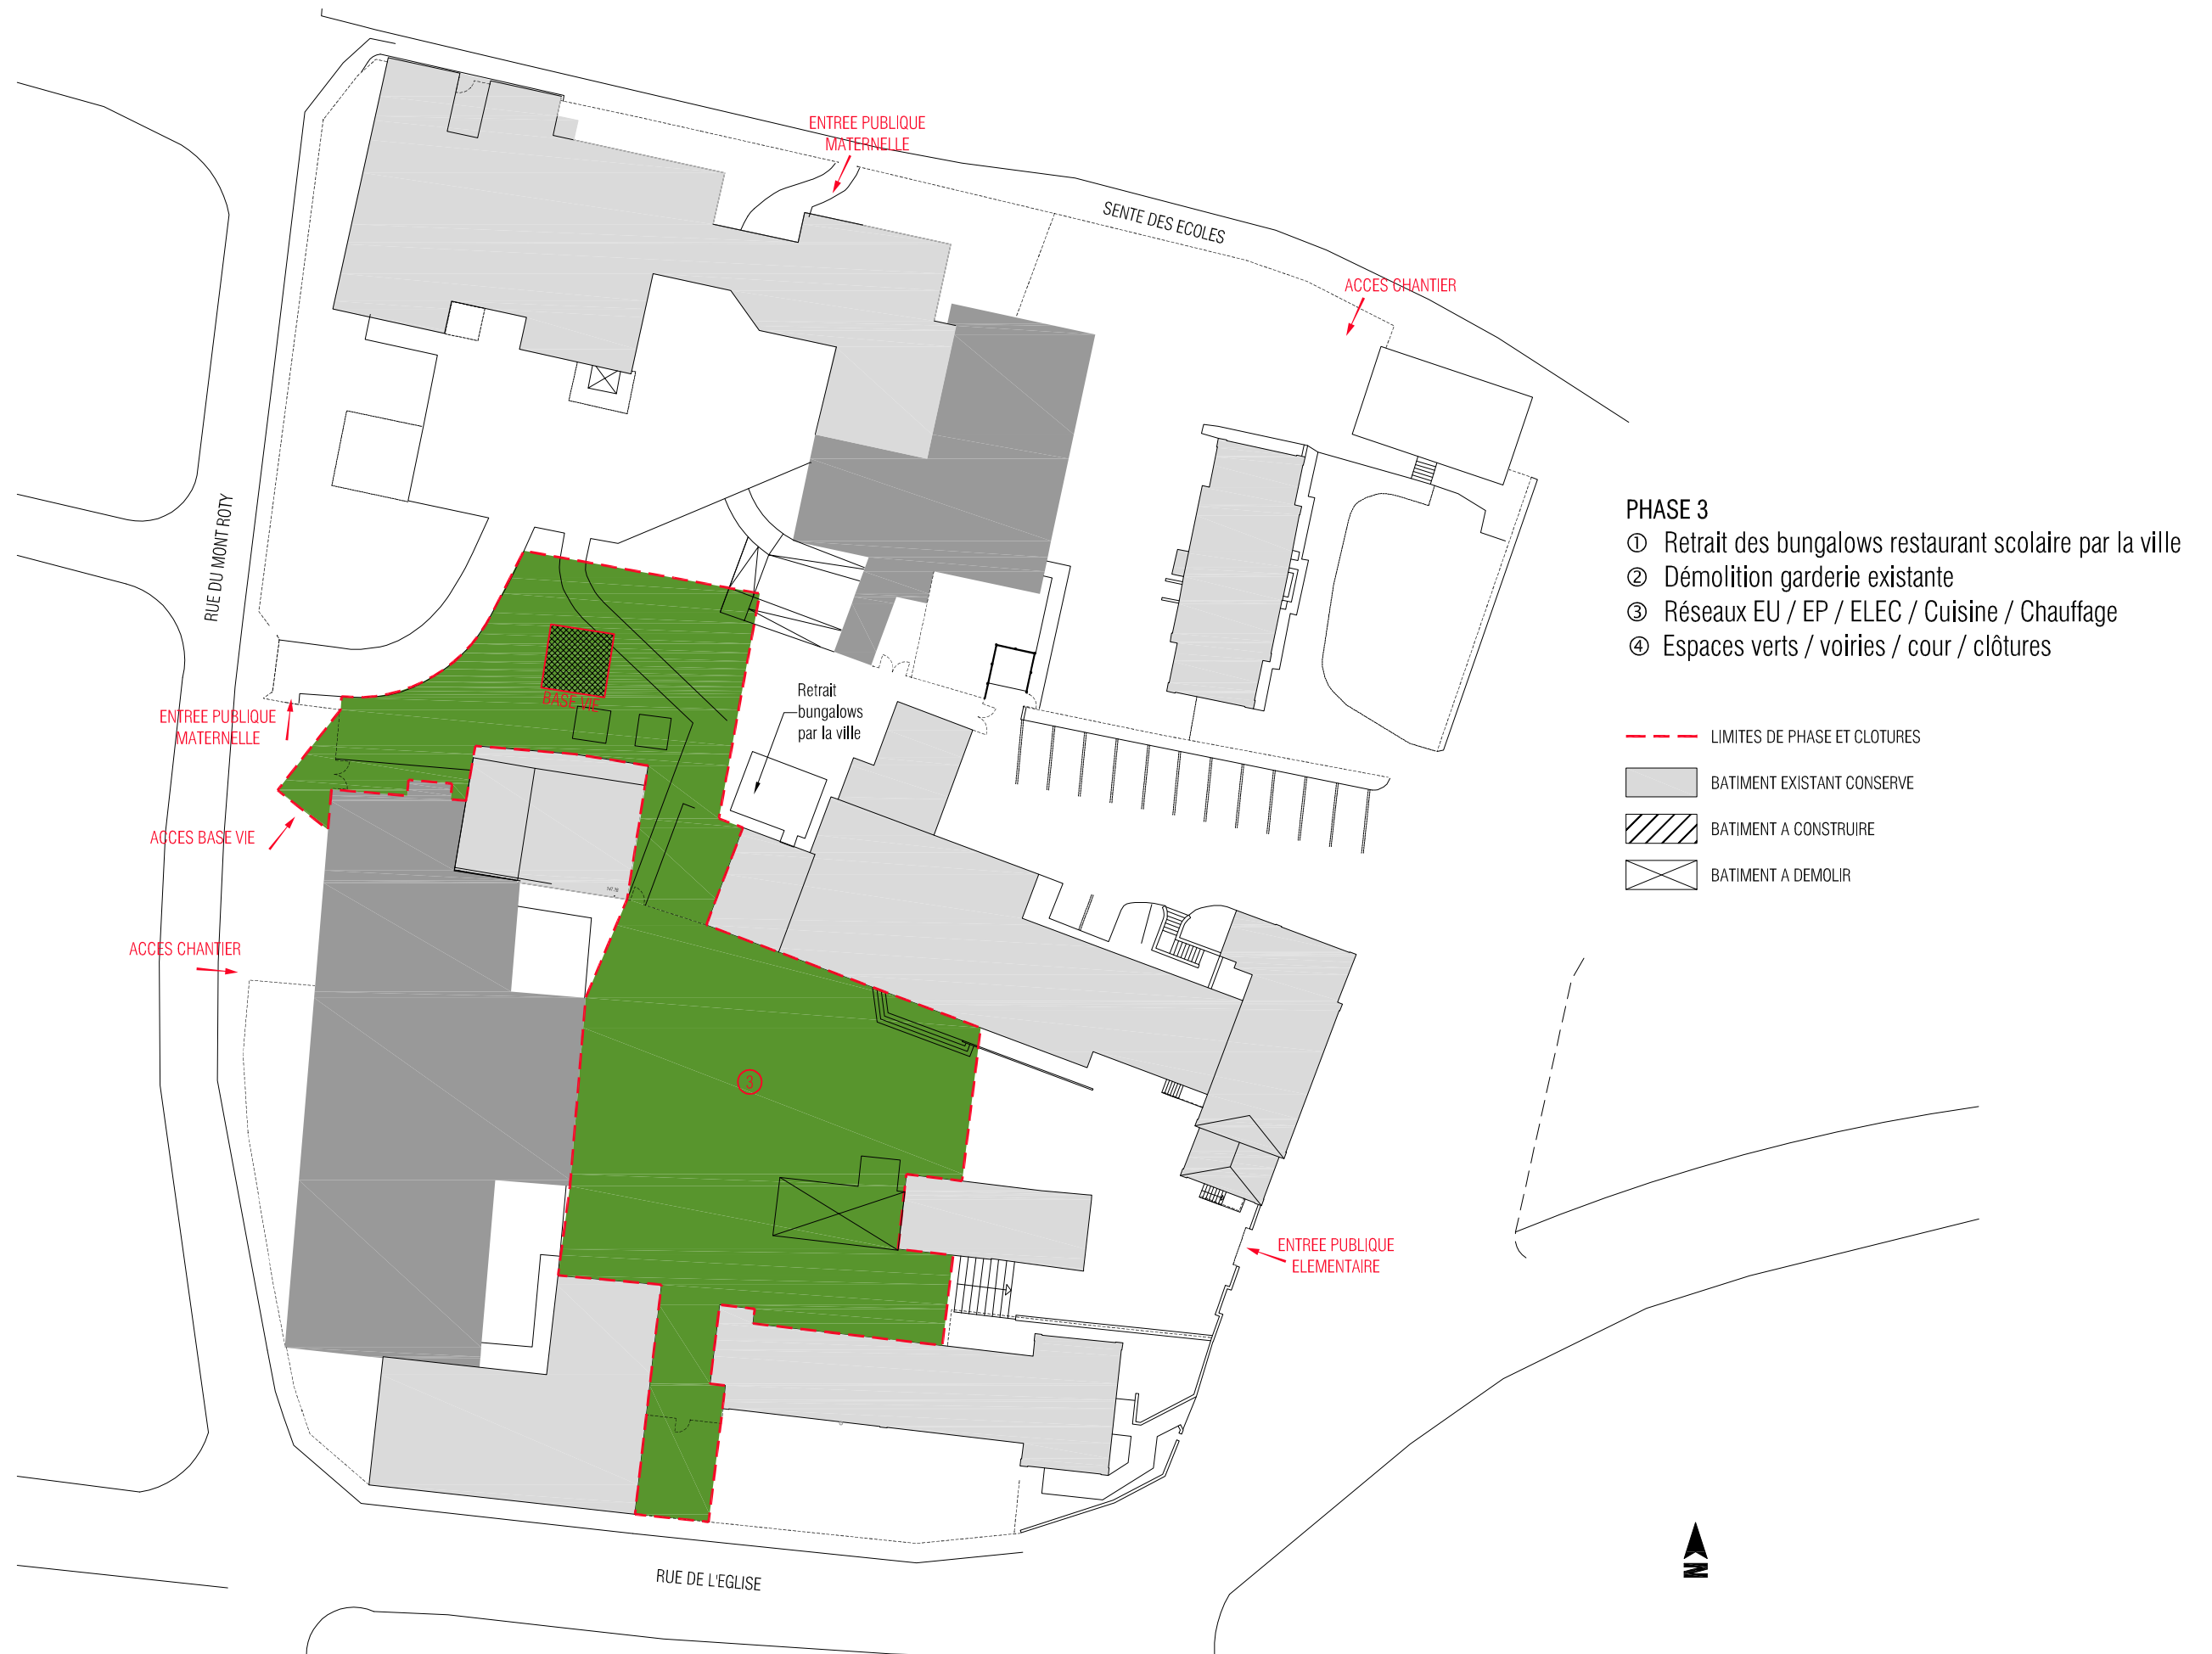 ENTREE PUBLIQUE
MATERNELLE
SENTE DES ECOLES
ACCES CHANTIER
RUE DU MONT ROTY
PHASE 3
① Retrait des bungalows restaurant scolaire par la ville
② Démolition garderie existante
③ Réseaux EU / EP / ELEC / Cuisine / Chauffage
④ Espaces verts / voiries / cour / clôtures
BASE VIE
Retrait
bungalows
par la ville
ENTREE PUBLIQUE
MATERNELLE
LIMITES DE PHASE ET CLOTURES
BATIMENT EXISTANT CONSERVE
BATIMENT A CONSTRUIRE
BATIMENT A DEMOLIR
ACCES BASE VIE
ACCES CHANTIER
3
ENTREE PUBLIQUE
ELEMENTAIRE
RUE DE L'EGLISE
N